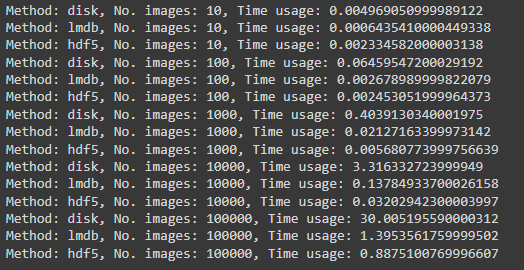 Method: disk, No. images: 10, Time usage: 0.004969050999989122
Method: lmdb, No. images: 10, Time usage: 0.0006435410000449338
Method: hdf5, No. images: 10, Time usage: 0.002334582000003138
Method: disk, No. images: 100, Time usage: 0.06459547200029192
Method: lmdb, No. images: 100, Time usage: 0.002678989999822079
Method: hdf5, No. images: 100, Time usage: 0.002453051999964373
Method: disk, No. images: 1000, Time usage: 0.4039130340001975
Method: lmdb, No. images: 1000, Time usage: 0.02127163399973142
Method: hdf5, No. images: 1000, Time usage: 0.005680773999756639
Method: disk, No. images: 10000, Time usage: 3.316332723999949
Method: lmdb, No. images: 10000, Time usage: 0.13784933700026158
Method: hdf5, No. images: 10000, Time usage: 0.03202942300003997
Method: disk, No. images: 100000, Time usage: 30.005195590000312
Method: lmdb, No. images: 100000, Time usage: 1.3953561759999502
Method: hdf5, No. images: 100000, Time usage: 0.8875100769996607